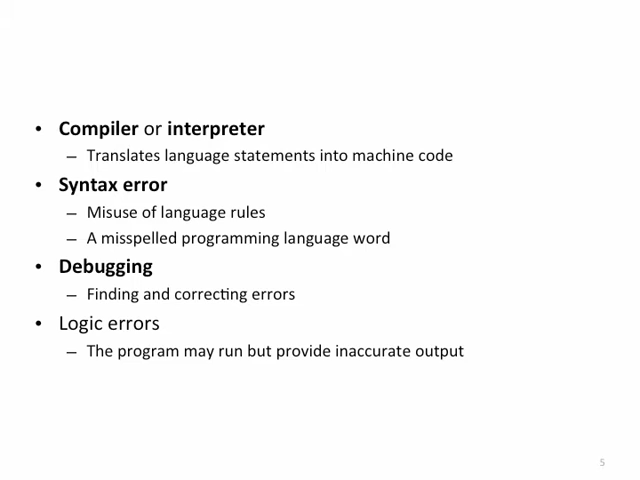 • Compiler or interpreter
– Translates language statements into machine code
• Syntax error
– Misuse of language rules
– A misspelled programming language word
• Debugging
– Finding and correcting errors
• Logic errors
– The program may run but provide inaccurate output
5